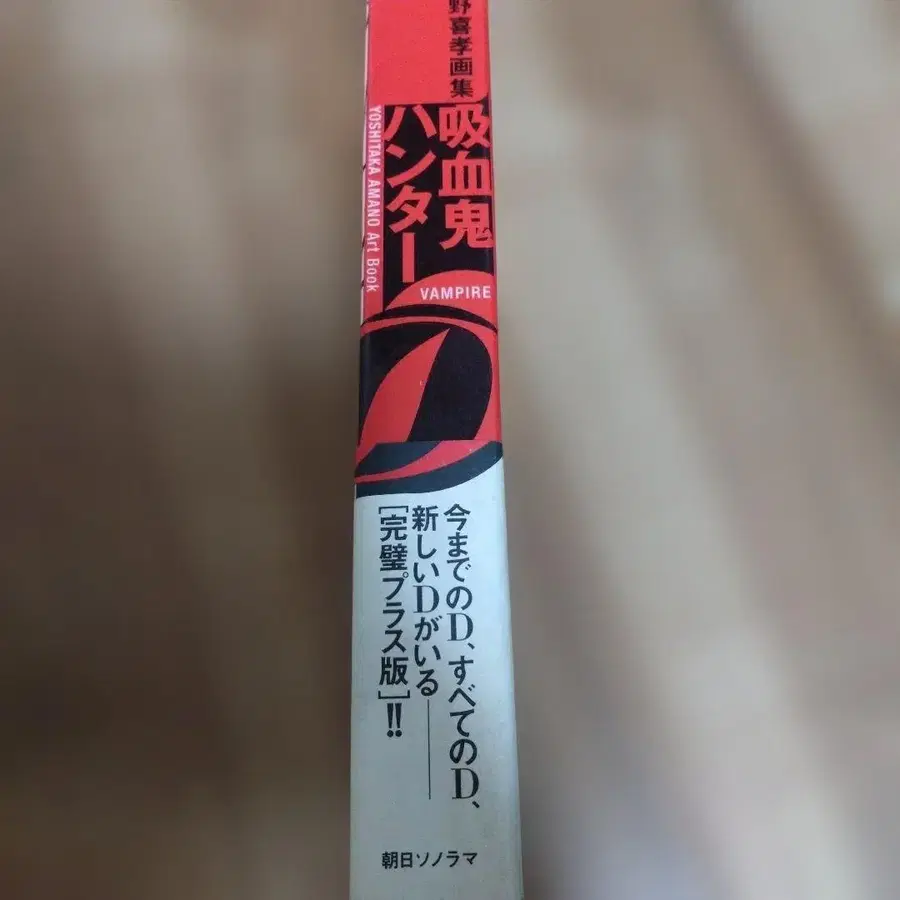 野喜孝画集
吸血鬼
ハンター
YOSHITAKA AMANO Art Book
VAMPIRE
D
今までのD、すべてのD、
新しいDがいる――
[完璧プラス版]!!
朝日ソノラマ